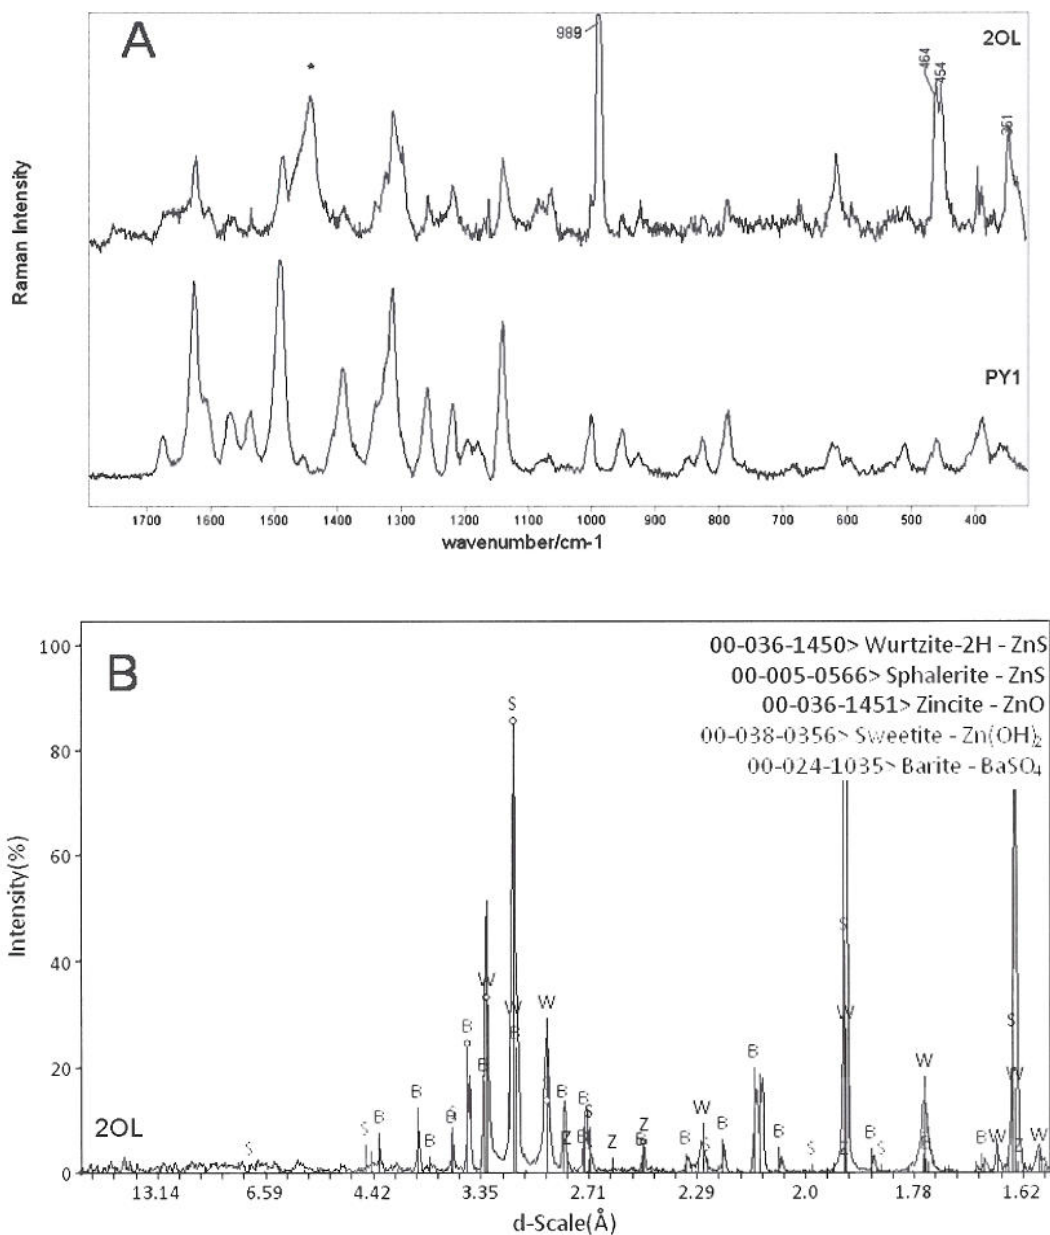 A
989
2OL
464
454
351
*
PY1
Raman Intensity
1700 1600 1500 1400 1300 1200 1100 1000 900 800 700 600 500 400
wavenumber/cm-1
B
00-036-1450> Wurtzite-2H - ZnS
00-005-0566> Sphalerite - ZnS
00-036-1451> Zincite - ZnO
00-038-0356> Sweetite - Zn(OH)₂
00-024-1035> Barite - BaSO₄
100
80
60
40
20
0
Intensity(%)
S S B B B B B B W S W B W B Z B B S Z B Z B W S B B B S S W Z B S W B B W S W Z W
2OL
13.14 6.59 4.42 3.35 2.71 2.29 2.0 1.78 1.62
d-Scale(Å)